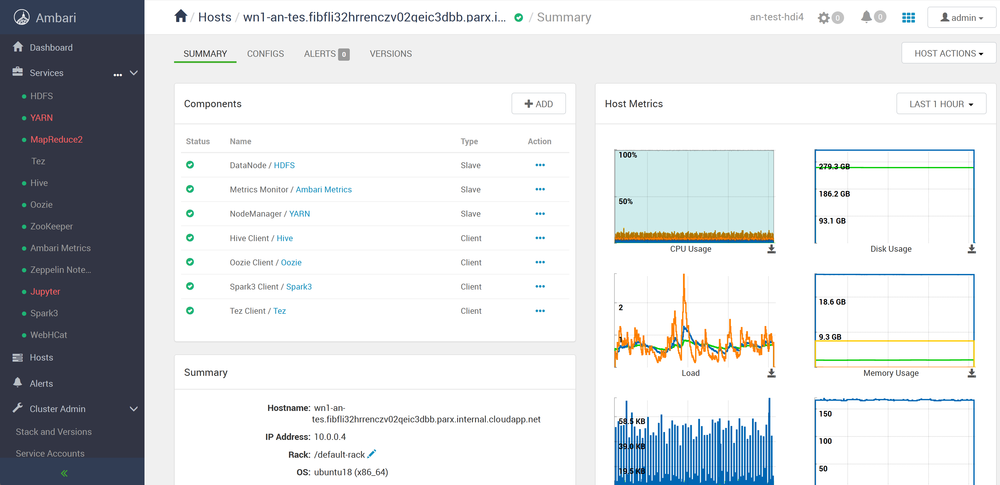 Ambari
Dashboard
Services
HDFS
YARN
MapReduce2
Tez
Hive
Oozie
ZooKeeper
Ambari Metrics
Zeppelin Note...
Jupyter
Spark3
WebHCat
Hosts
Alerts
Cluster Admin
Stack and Versions
Service Accounts
/ Hosts / wn1-an-tes.fibfli32hrrenczv02qeic3dbb.parx.i... / Summary
an-test-hdi4 0 0 admin
SUMMARY CONFIGS ALERTS 0 VERSIONS
HOST ACTIONS
Components
ADD
Status Name Type Action
DataNode / HDFS Slave
Metrics Monitor / Ambari Metrics Slave
NodeManager / YARN Slave
Hive Client / Hive Client
Oozie Client / Oozie Client
Spark3 Client / Spark3 Client
Tez Client / Tez Client
Summary
Hostname: wn1-an-
tes.fibfli32hrrenczv02qeic3dbb.parx.internal.cloudapp.net
IP Address: 10.0.0.4
Rack: /default-rack
OS: ubuntu18 (x86_64)
Host Metrics
LAST 1 HOUR
100%
50%
CPU Usage
279.3 GB
186.2 GB
93.1 GB
Disk Usage
2
1
Load
18.6 GB
9.3 GB
Memory Usage
58.5 KB
39.0 KB
19.5 KB
150
100
50